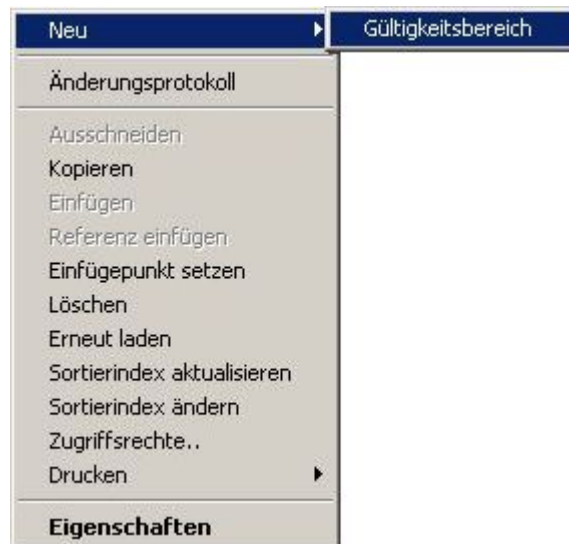 Neu
Gültigkeitsbereich
Änderungsprotokoll
Ausschneiden
Kopieren
Einfügen
Referenz einfügen
Einfügepunkt setzen
Löschen
Erneut laden
Sortierindex aktualisieren
Sortierindex ändern
Zugriffsrechte..
Drucken
Eigenschaften